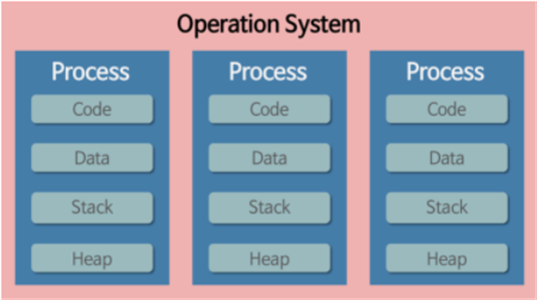 Operation System
Process
Code
Data
Stack
Heap
Process
Code
Data
Stack
Heap
Process
Code
Data
Stack
Heap